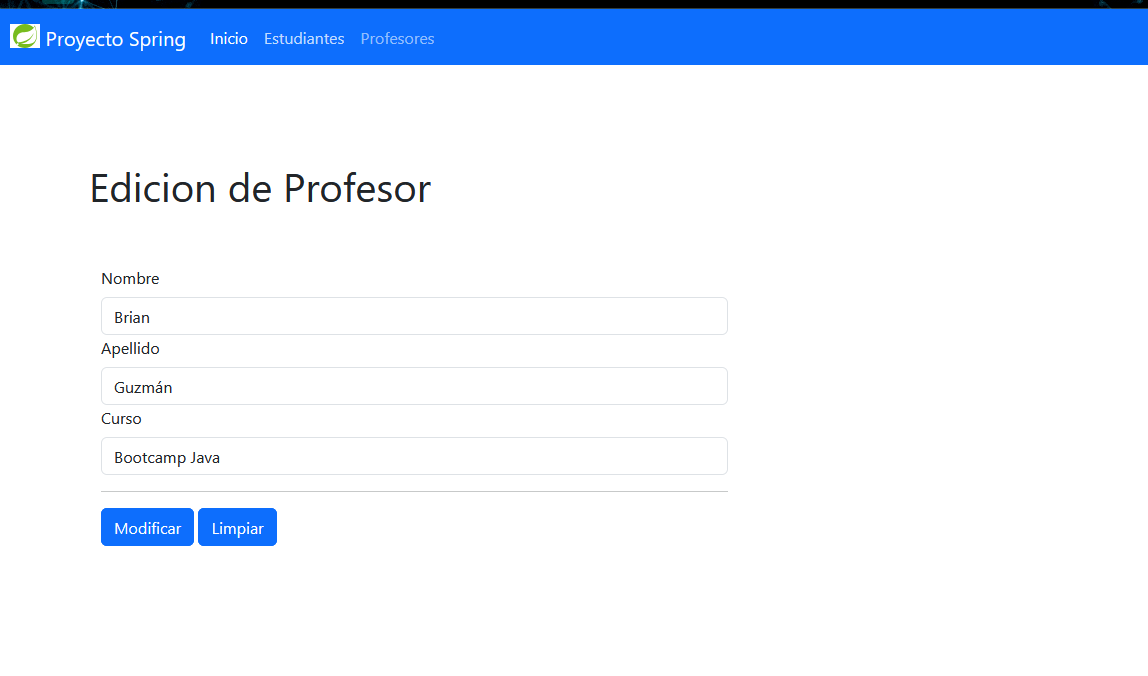 Proyecto Spring Inicio Estudiantes Profesores
Edicion de Profesor
Nombre
Brian
Apellido
Guzmán
Curso
Bootcamp Java
Modificar Limpiar